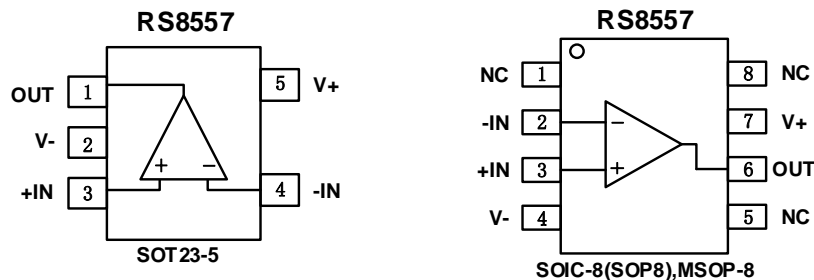 RS8557
OUT 1 5 V+
V- 2
+IN 3 + − 4 -IN
SOT23-5
RS8557
NC 1 8 NC
-IN 2 − 7 V+
+IN 3 + 6 OUT
V- 4 5 NC
SOIC-8(SOP8),MSOP-8